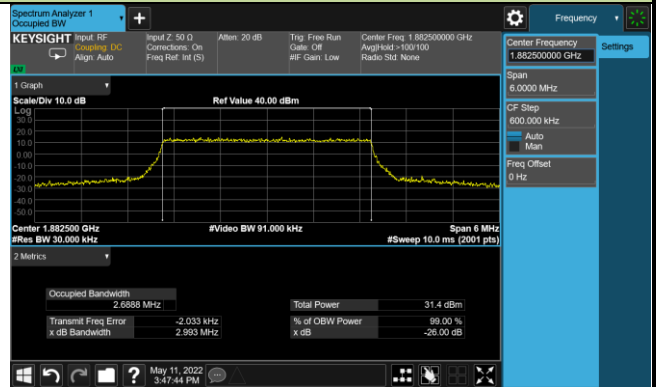 Spectrum Analyzer 1
Occupied BW
Frequency
KEYSIGHT
Input: RF
Coupling: DC
Align: Auto
Input Z: 50 Ω
Corrections: On
Freq Ref: Int (S)
Atten: 20 dB
Trig: Free Run
Gate: Off
#IF Gain: Low
Center Freq: 1.882500000 GHz
Avg|Hold:>100/100
Radio Std: None
Center Frequency
1.882500000 GHz
Settings
Span
6.0000 MHz
CF Step
600.000 kHz
Auto
Man
Freq Offset
0 Hz
1 Graph
Scale/Div 10.0 dB
Ref Value 40.00 dBm
Log
30.0
20.0
10.0
0.00
-10.0
-20.0
-30.0
-40.0
-50.0
Center 1.882500 GHz
#Video BW 91.000 kHz
Span 6 MHz
#Res BW 30.000 kHz
#Sweep 10.0 ms (2001 pts)
2 Metrics
Occupied Bandwidth
2.6888 MHz
Total Power 31.4 dBm
Transmit Freq Error -2.033 kHz
% of OBW Power 99.00 %
x dB Bandwidth 2.993 MHz
x dB -26.00 dB
May 11, 2022
3:47:44 PM